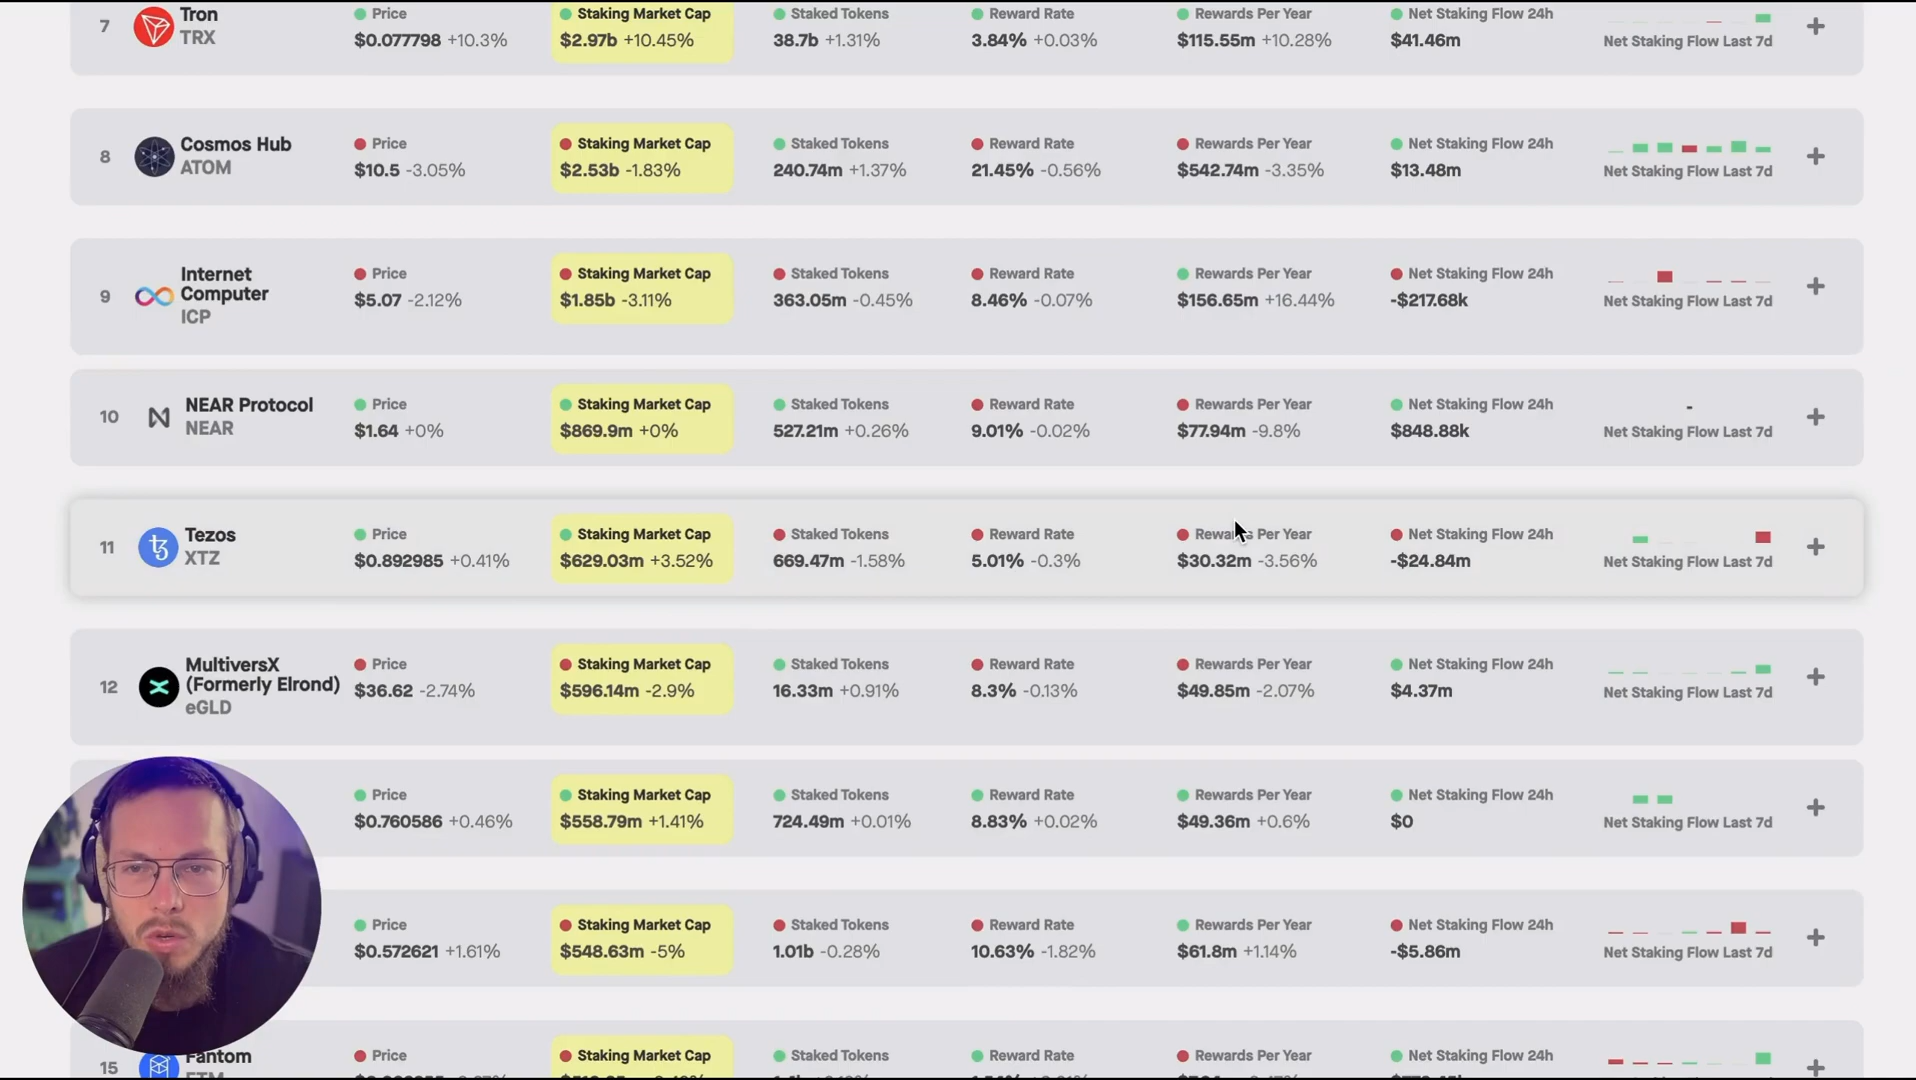 7 Tron TRX Price $0.077798 +10.3% Staking Market Cap $2.97b +10.45% Staked Tokens 38.7b +1.31% Reward Rate 3.84% +0.03% Rewards Per Year $115.55m +10.28% Net Staking Flow 24h $41.46m Net Staking Flow Last 7d +
8 Cosmos Hub ATOM Price $10.5 -3.05% Staking Market Cap $2.53b -1.83% Staked Tokens 240.74m +1.37% Reward Rate 21.45% -0.56% Rewards Per Year $542.74m -3.35% Net Staking Flow 24h $13.48m Net Staking Flow Last 7d +
9 Internet Computer ICP Price $5.07 -2.12% Staking Market Cap $1.85b -3.11% Staked Tokens 363.05m -0.45% Reward Rate 8.46% -0.07% Rewards Per Year $156.65m +16.44% Net Staking Flow 24h -$217.68k Net Staking Flow Last 7d +
10 NEAR Protocol NEAR Price $1.64 +0% Staking Market Cap $869.9m +0% Staked Tokens 527.21m +0.26% Reward Rate 9.01% -0.02% Rewards Per Year $77.94m -9.8% Net Staking Flow 24h $848.88k Net Staking Flow Last 7d +
11 Tezos XTZ Price $0.892985 +0.41% Staking Market Cap $629.03m +3.52% Staked Tokens 669.47m -1.58% Reward Rate 5.01% -0.3% Rewards Per Year $30.32m -3.56% Net Staking Flow 24h -$24.84m Net Staking Flow Last 7d +
12 MultiversX (Formerly Elrond) eGLD Price $36.62 -2.74% Staking Market Cap $596.14m -2.9% Staked Tokens 16.33m +0.91% Reward Rate 8.3% -0.13% Rewards Per Year $49.85m -2.07% Net Staking Flow 24h $4.37m Net Staking Flow Last 7d +
Price $0.760586 +0.46% Staking Market Cap $558.79m +1.41% Staked Tokens 724.49m +0.01% Reward Rate 8.83% +0.02% Rewards Per Year $49.36m +0.6% Net Staking Flow 24h $0 Net Staking Flow Last 7d +
Price $0.572621 +1.61% Staking Market Cap $548.63m -5% Staked Tokens 1.01b -0.28% Reward Rate 10.63% -1.82% Rewards Per Year $61.8m +1.14% Net Staking Flow 24h -$5.86m Net Staking Flow Last 7d +
15 Fantom Price Staking Market Cap Staked Tokens Reward Rate Rewards Per Year Net Staking Flow 24h +